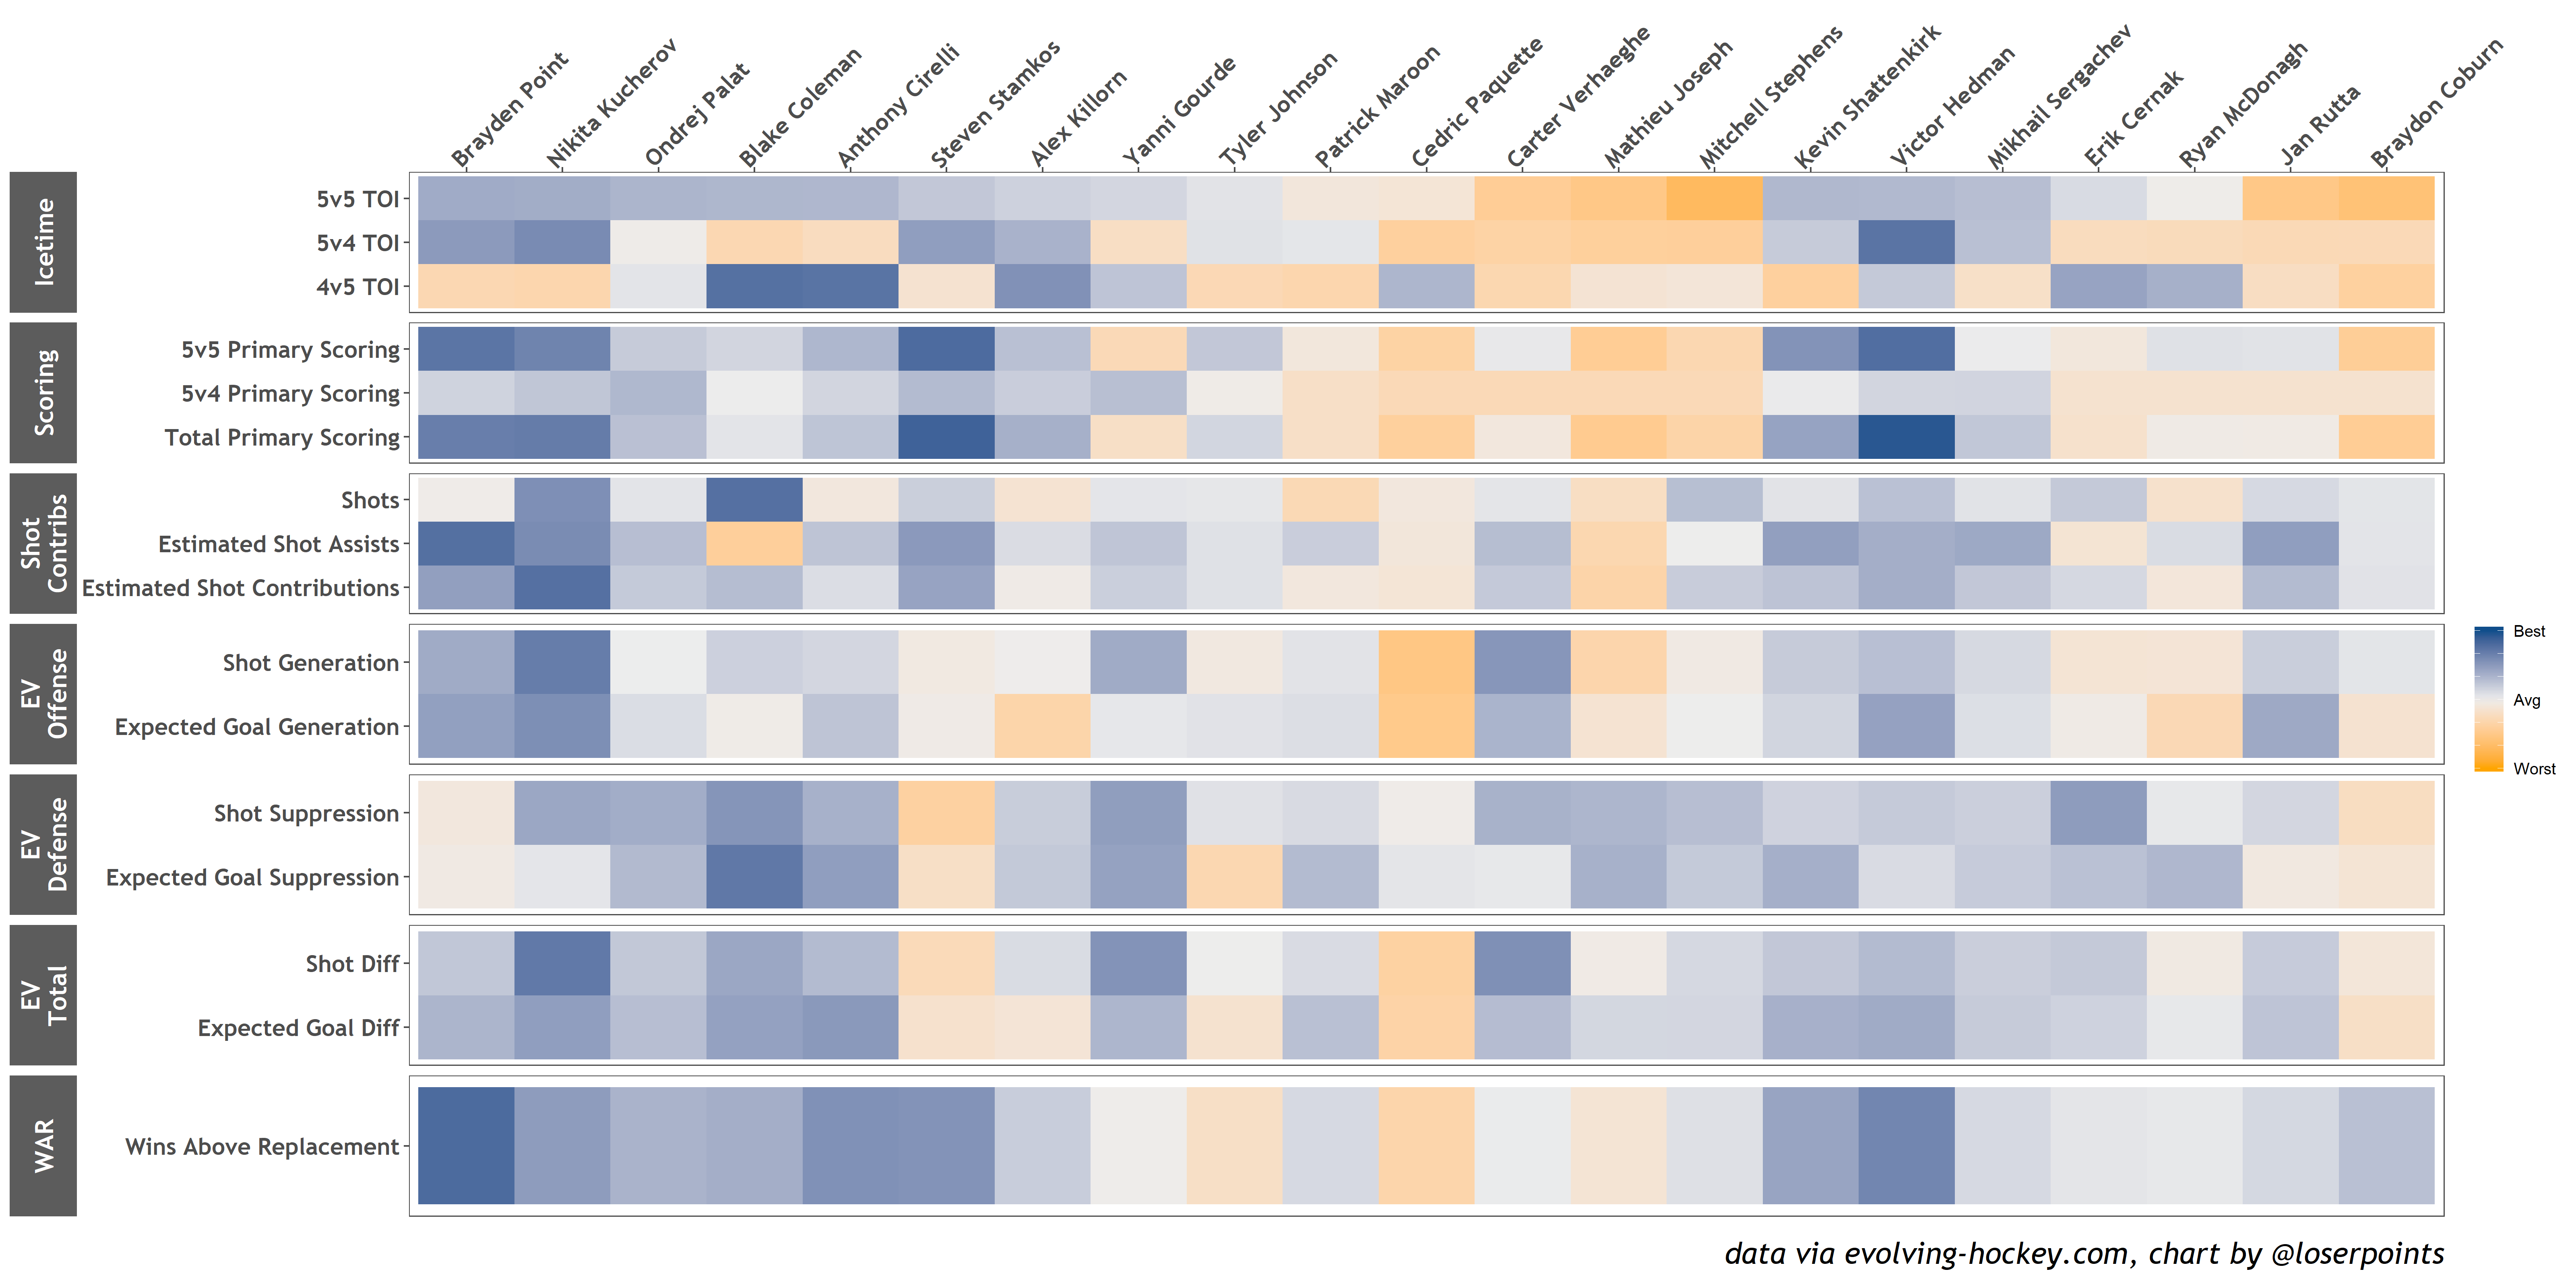 Brayden Point
Nikita Kucherov
Ondrej Palat
Blake Coleman
Anthony Cirelli
Steven Stamkos
Alex Killorn
Yanni Gourde
Tyler Johnson
Patrick Maroon
Cedric Paquette
Carter Verhaeghe
Mathieu Joseph
Mitchell Stephens
Kevin Shattenkirk
Victor Hedman
Mikhail Sergachev
Erik Cernak
Ryan McDonagh
Jan Rutta
Braydon Coburn
Icetime
5v5 TOI
5v4 TOI
4v5 TOI
Scoring
5v5 Primary Scoring
5v4 Primary Scoring
Total Primary Scoring
Shot
Contribs
Shots
Estimated Shot Assists
Estimated Shot Contributions
EV
Offense
Shot Generation
Expected Goal Generation
EV
Defense
Shot Suppression
Expected Goal Suppression
EV
Total
Shot Diff
Expected Goal Diff
WAR
Wins Above Replacement
Best
Avg
Worst
data via evolving-hockey.com, chart by @loserpoints